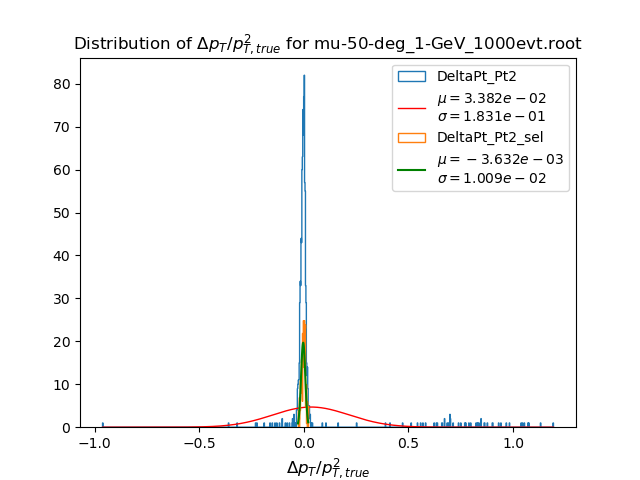 Distribution of Δp_T/p²_{T,true} for mu-50-deg_1-GeV_1000evt.root
DeltaPt_Pt2
μ = 3.382e − 02
σ = 1.831e − 01
DeltaPt_Pt2_sel
μ = − 3.632e − 03
σ = 1.009e − 02
80
70
60
50
40
30
20
10
0
−1.0 −0.5 0.0 0.5 1.0
Δp_T/p²_{T,true}